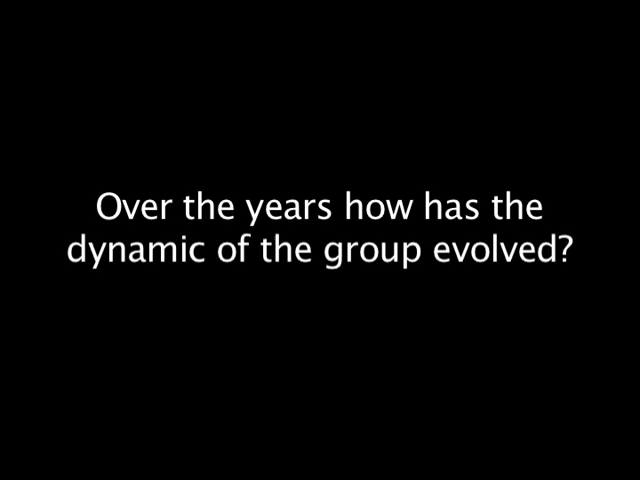 Over the years how has the
dynamic of the group evolved?